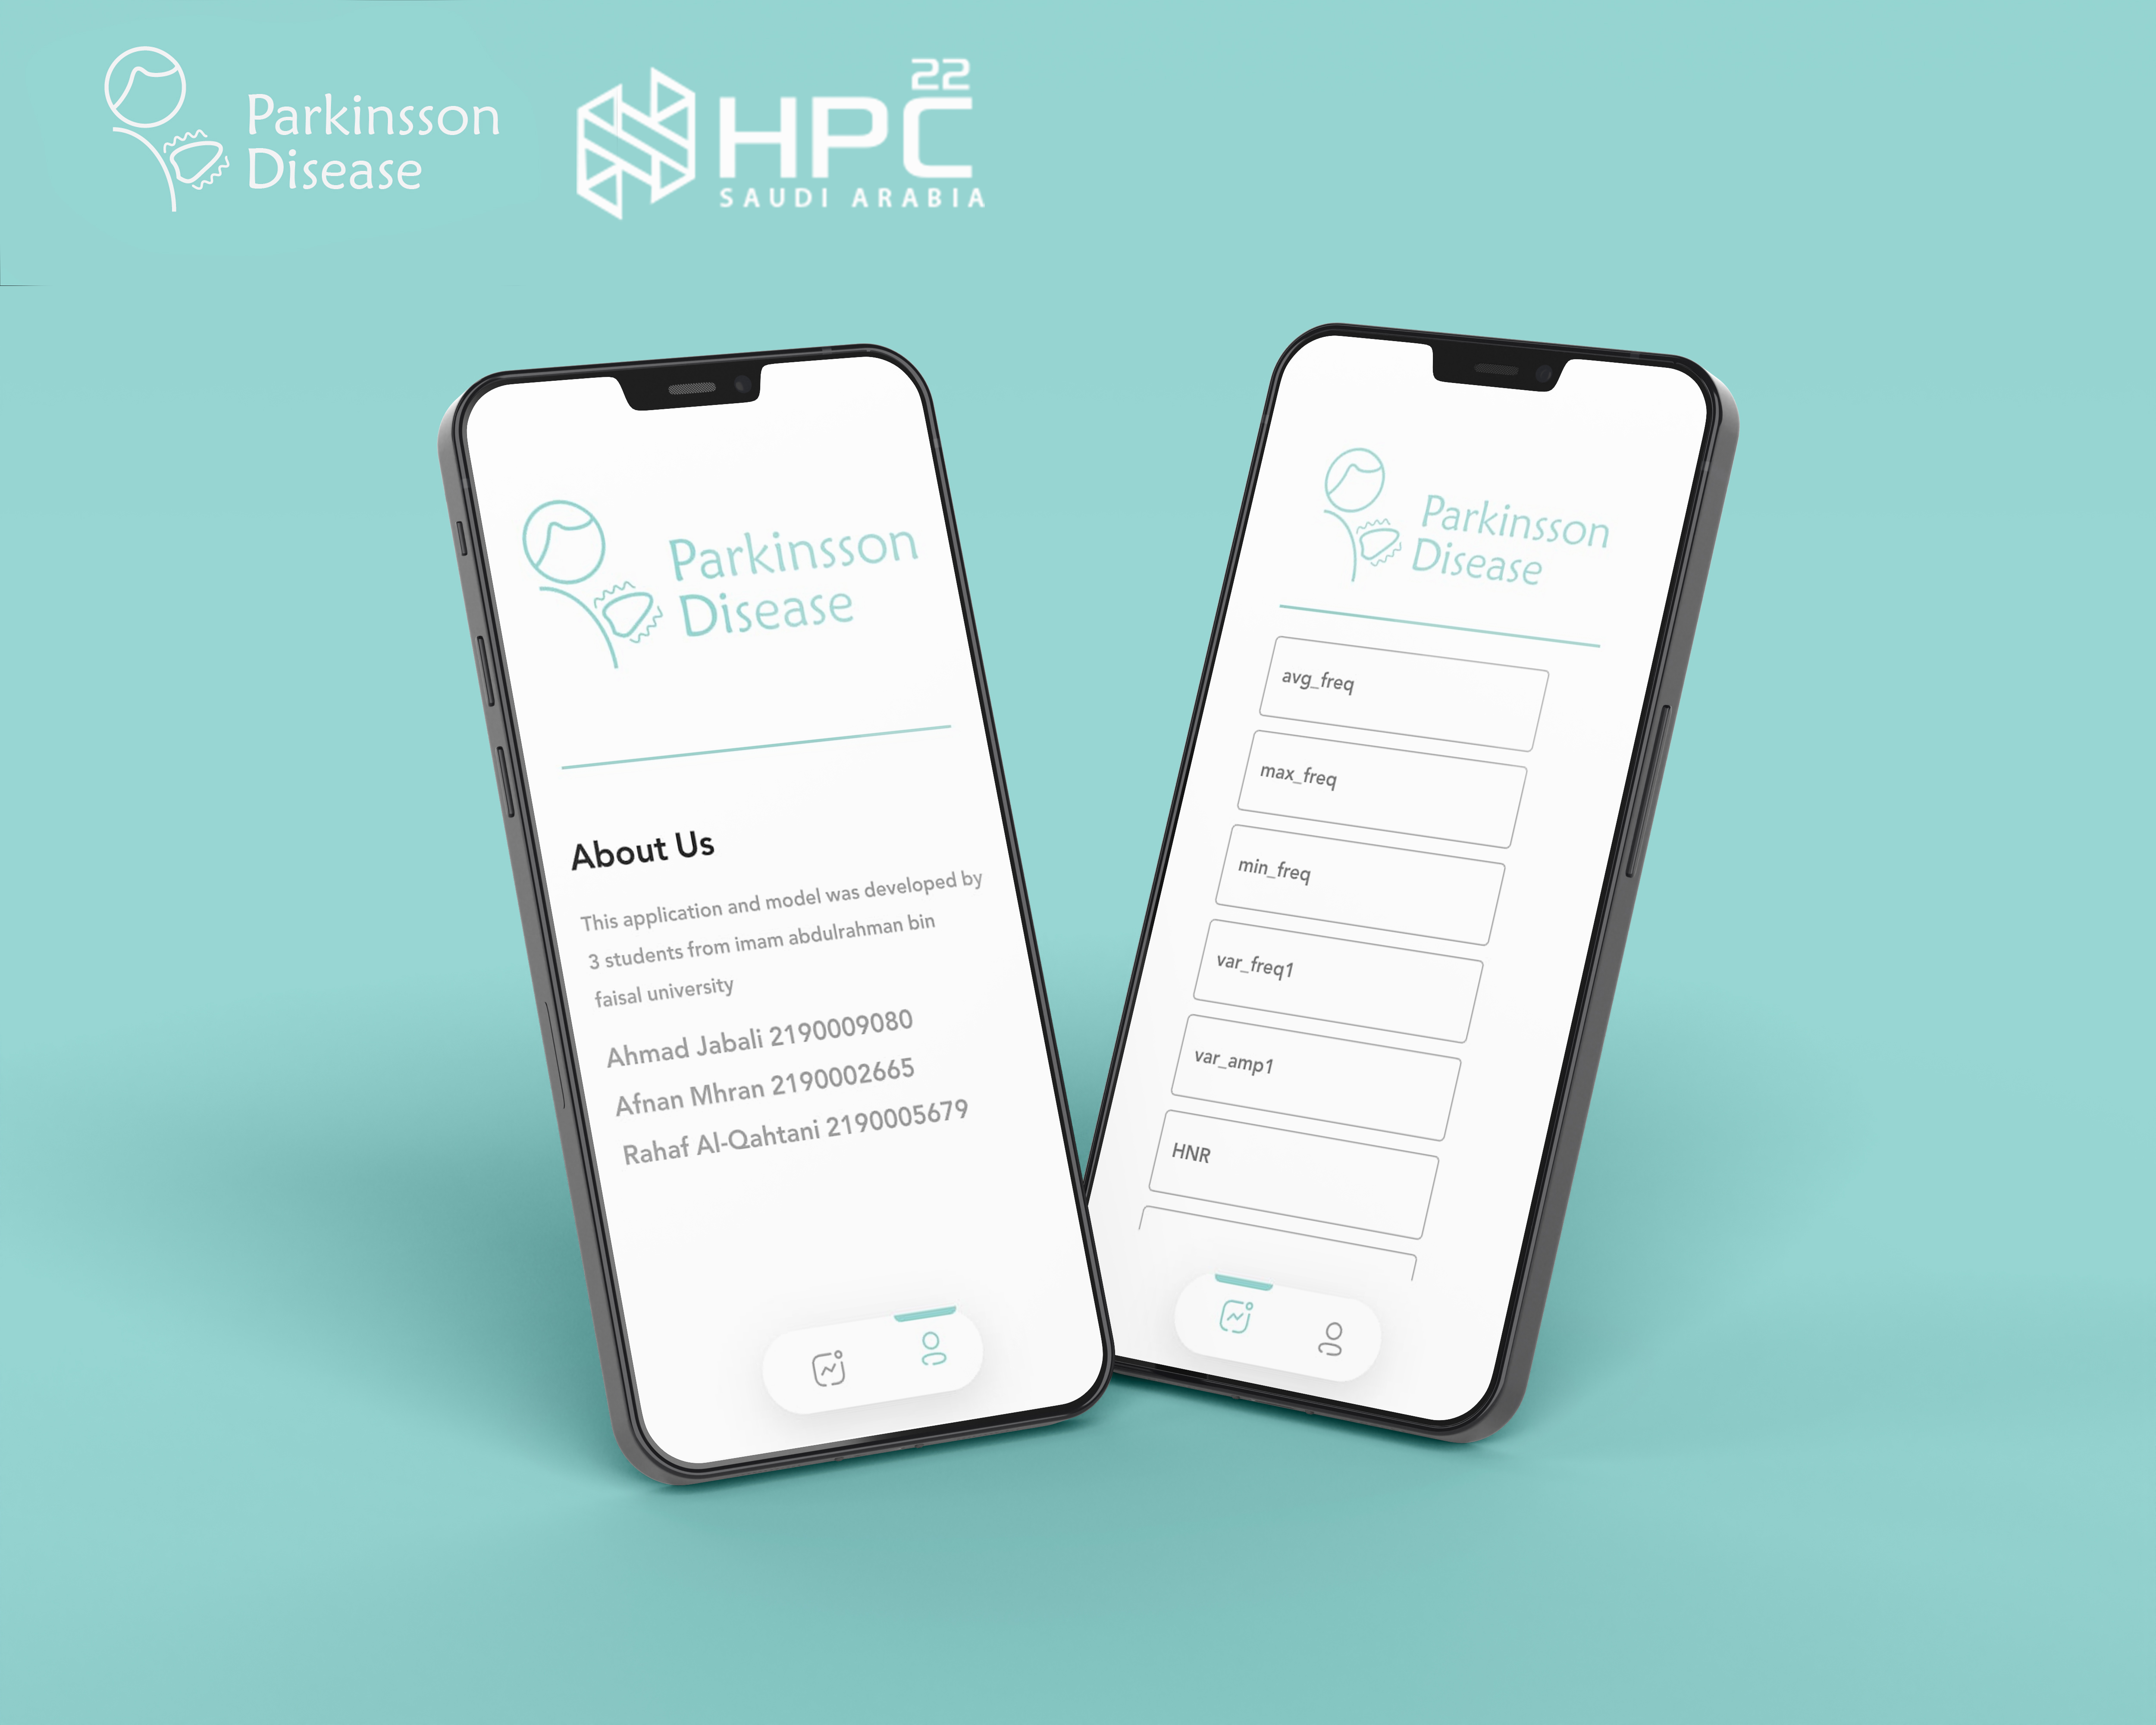 Parkinsson
Disease
22
HPC
SAUDI ARABIA
Parkinsson
Disease
About Us
This application and model was developed by
3 students from imam abdulrahman bin
faisal university
Ahmad Jabali 2190009080
Afnan Mhran 2190002665
Rahaf Al-Qahtani 2190005679
Parkinsson
Disease
avg_freq
max_freq
min_freq
var_freq1
var_amp1
HNR